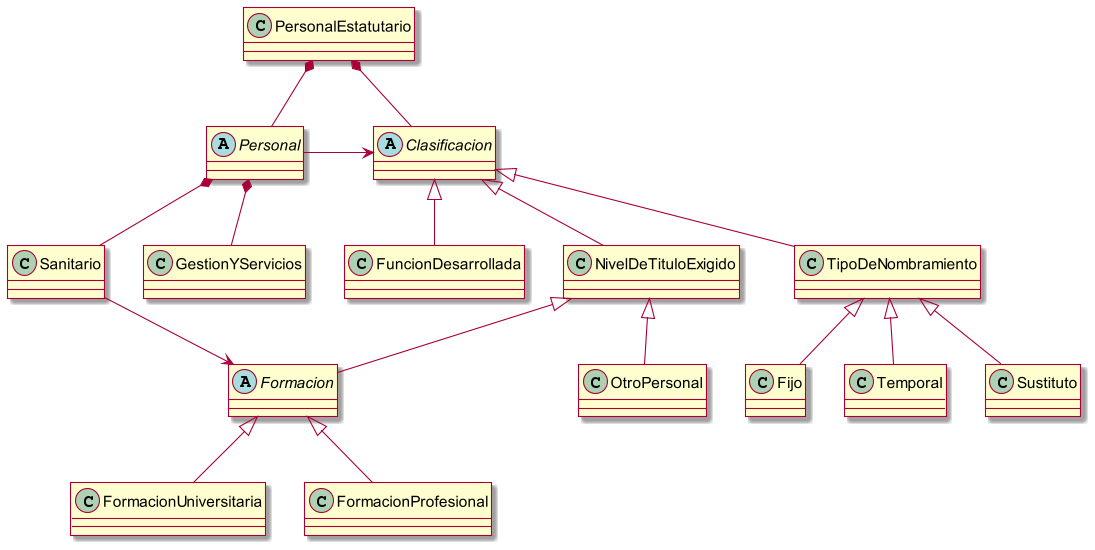 C PersonalEstatutario
A Personal
A Clasificacion
C Sanitario
C GestionYServicios
C FuncionDesarrollada
C NivelDeTituloExigido
C TipoDeNombramiento
A Formacion
C OtroPersonal
C Fijo
C Temporal
C Sustituto
C FormacionUniversitaria
C FormacionProfesional